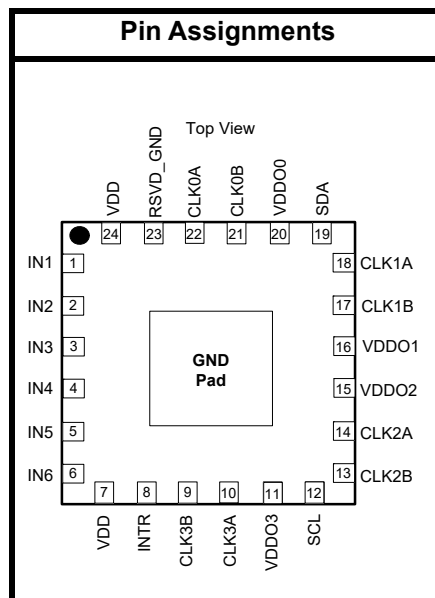 Pin Assignments
Top View
VDD
RSVD_GND
CLK0A
CLK0B
VDDO0
SDA
24 23 22 21 20 19
IN1 1
IN2 2
IN3 3
IN4 4
IN5 5
IN6 6
18 CLK1A
17 CLK1B
16 VDDO1
15 VDDO2
14 CLK2A
13 CLK2B
GND
Pad
7 8 9 10 11 12
VDD
INTR
CLK3B
CLK3A
VDDO3
SCL